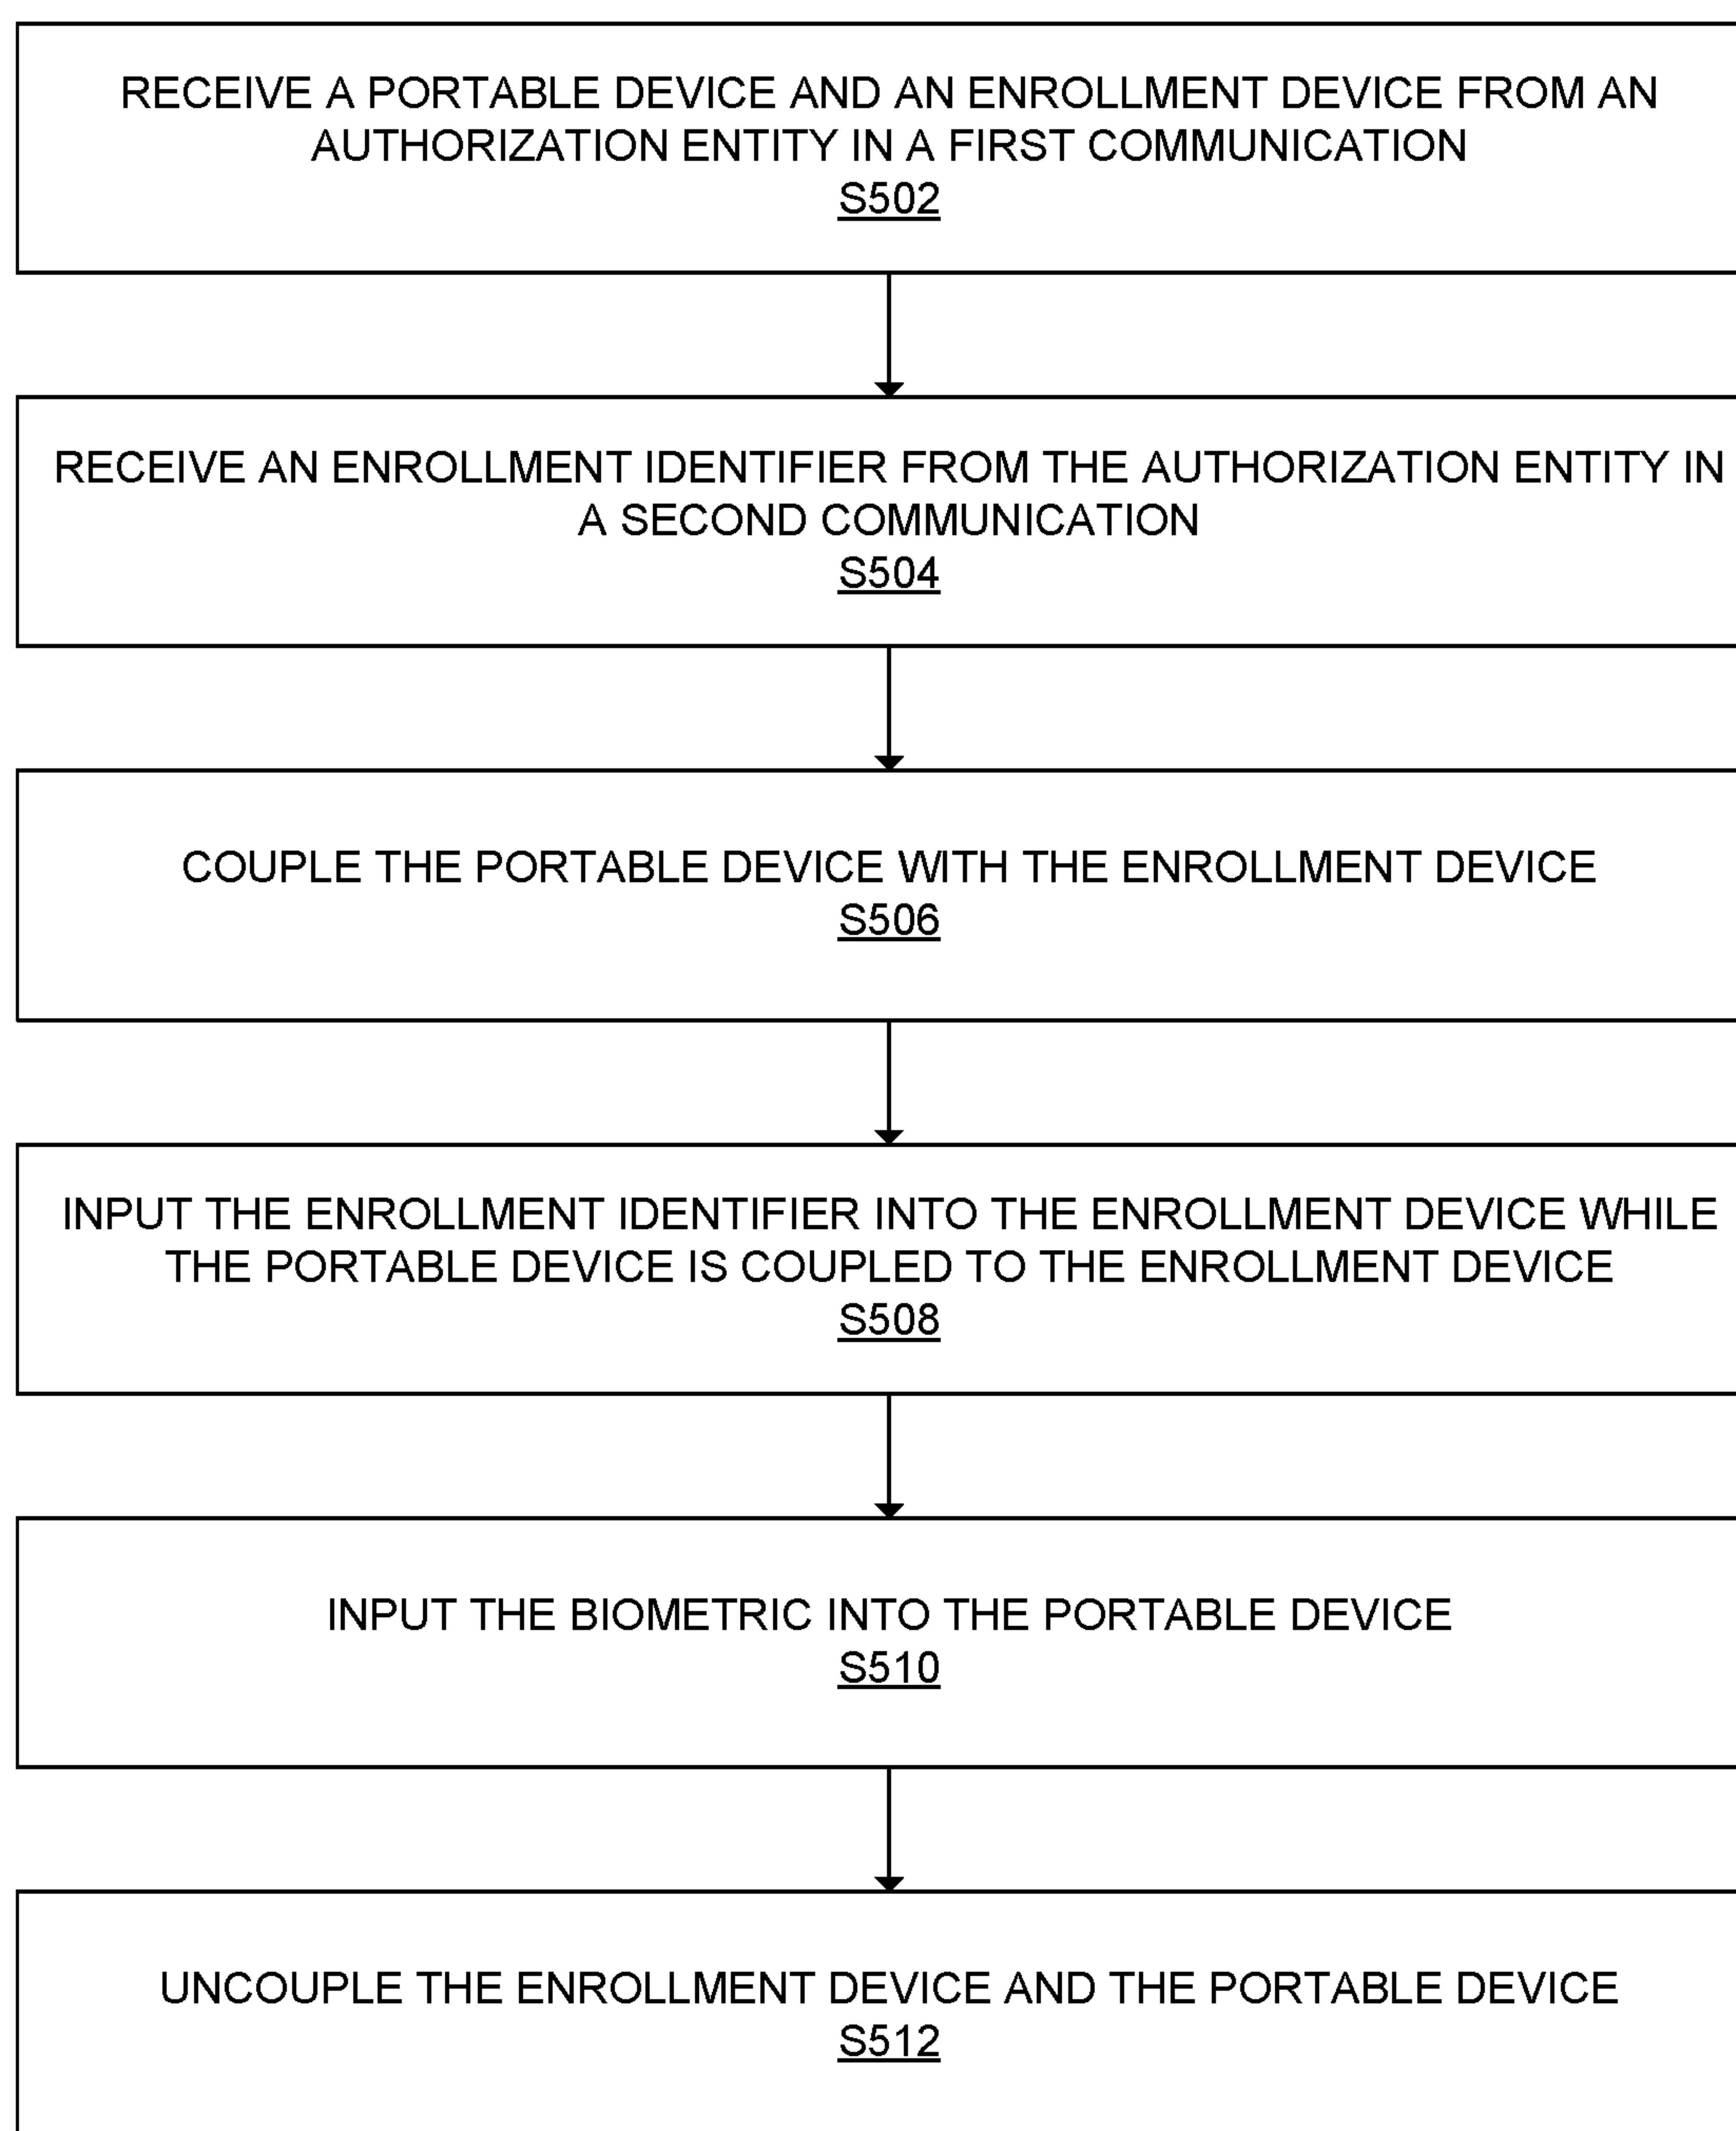 RECEIVE A PORTABLE DEVICE AND AN ENROLLMENT DEVICE FROM AN
AUTHORIZATION ENTITY IN A FIRST COMMUNICATION
S502
RECEIVE AN ENROLLMENT IDENTIFIER FROM THE AUTHORIZATION ENTITY IN
A SECOND COMMUNICATION
S504
COUPLE THE PORTABLE DEVICE WITH THE ENROLLMENT DEVICE
S506
INPUT THE ENROLLMENT IDENTIFIER INTO THE ENROLLMENT DEVICE WHILE
THE PORTABLE DEVICE IS COUPLED TO THE ENROLLMENT DEVICE
S508
INPUT THE BIOMETRIC INTO THE PORTABLE DEVICE
S510
UNCOUPLE THE ENROLLMENT DEVICE AND THE PORTABLE DEVICE
S512